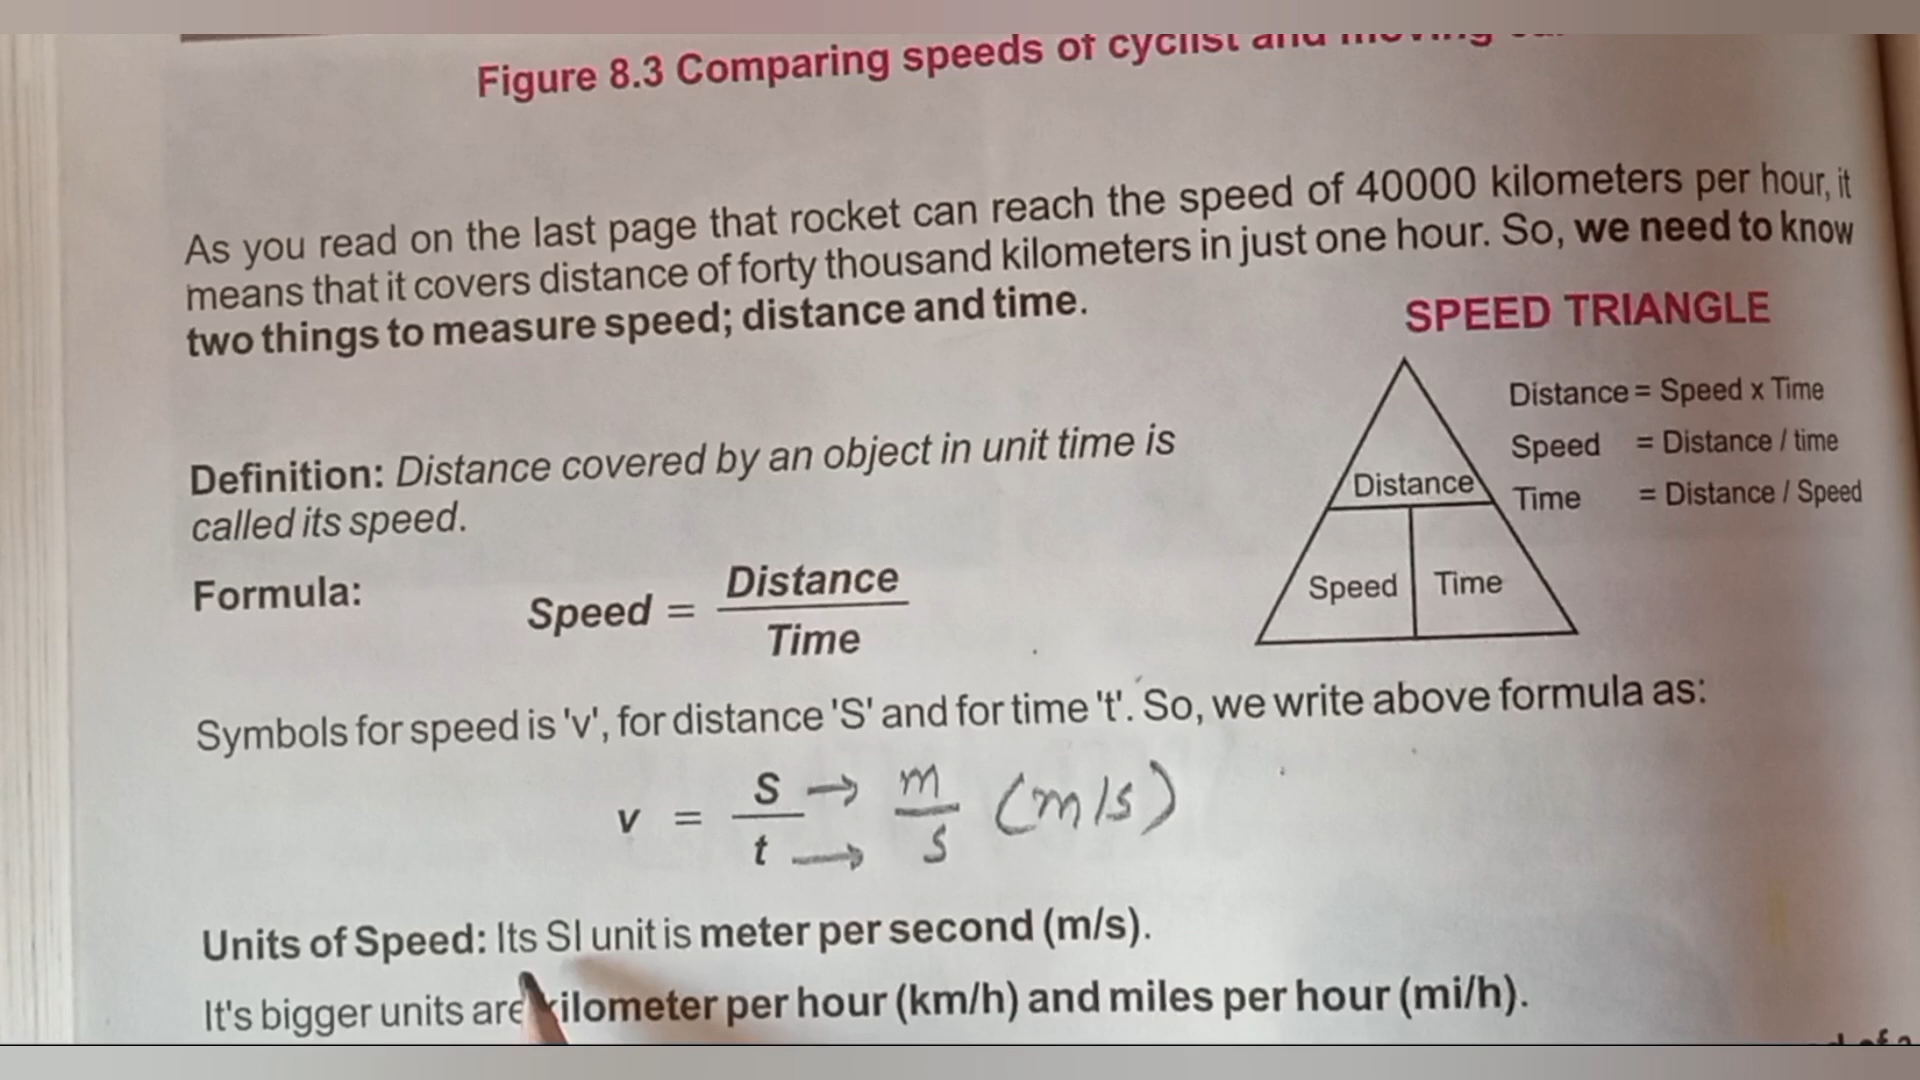 Figure 8.3 Comparing speeds of cyclist and moving
As you read on the last page that rocket can reach the speed of 40000 kilometers per hour, it
means that it covers distance of forty thousand kilometers in just one hour. So, we need to know
two things to measure speed; distance and time.
SPEED TRIANGLE
Distance = Speed x Time
Speed = Distance / time
Time = Distance / Speed
Distance
Speed Time
Definition: Distance covered by an object in unit time is
called its speed.
Formula:
Speed = Distance
Time
Symbols for speed is 'v', for distance 'S' and for time 't'. So, we write above formula as:
v = S → m (m/s)
t → s
Units of Speed: Its SI unit is meter per second (m/s).
It's bigger units are kilometer per hour (km/h) and miles per hour (mi/h).